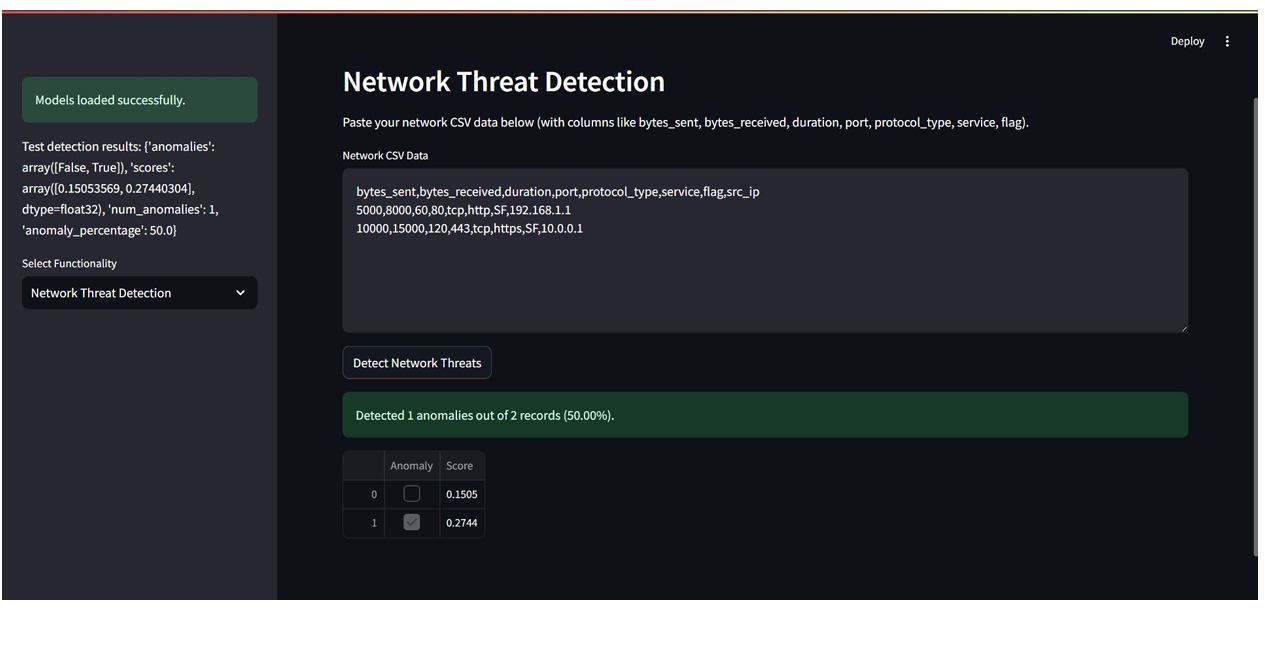 Models loaded successfully.
Test detection results: {'anomalies':
array([False, True]), 'scores':
array([0.15053569, 0.27440304],
dtype=float32), 'num_anomalies': 1,
'anomaly_percentage': 50.0}
Select Functionality
Network Threat Detection
Deploy
Network Threat Detection
Paste your network CSV data below (with columns like bytes_sent, bytes_received, duration, port, protocol_type, service, flag).
Network CSV Data
bytes_sent,bytes_received,duration,port,protocol_type,service,flag,src_ip
5000,8000,60,80,tcp,http,SF,192.168.1.1
10000,15000,120,443,tcp,https,SF,10.0.0.1
Detect Network Threats
Detected 1 anomalies out of 2 records (50.00%).
Anomaly Score
0 0.1505
1 0.2744